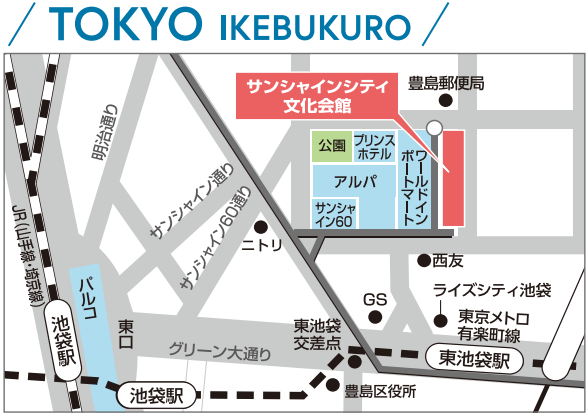 TOKYO IKEBUKURO
サンシャインシティ
文化会館
豊島郵便局
明治通り
公園
プリンス
ホテル
ワールドイン
ポートマート
アルパ
サンシャ
イン60
サンシャイン通り
サンシャイン60通り
ニトリ
西友
JR(山手線・埼京線)
パルコ
GS
ライズシティ池袋
東口
東池袋
交差点
東京メトロ
有楽町線
池袋駅
グリーン大通り
東池袋駅
池袋駅
豊島区役所